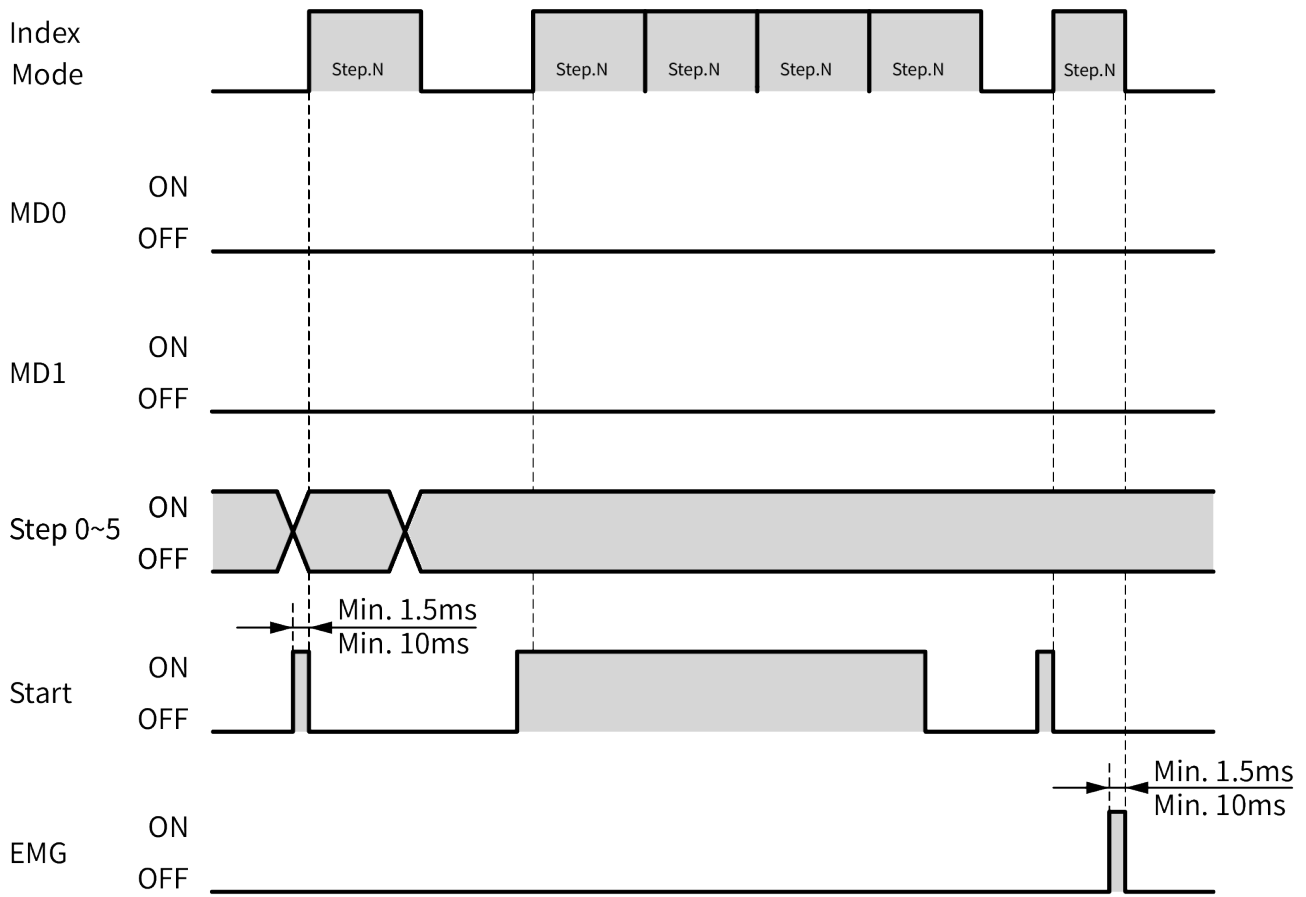 Index
Mode
Step.N
Step.N
Step.N
Step.N
Step.N
Step.N
MD0
ON
OFF
MD1
ON
OFF
Step 0~5
ON
OFF
Min. 1.5ms
Min. 10ms
Start
ON
OFF
Min. 1.5ms
Min. 10ms
EMG
ON
OFF